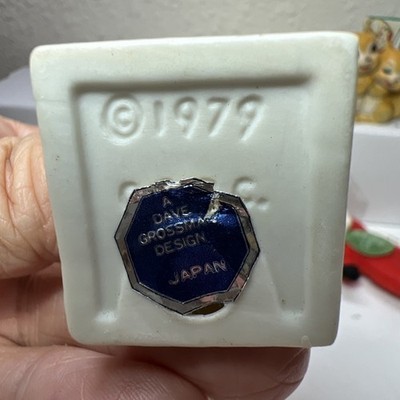 ©1979
C.
A
DAVE
GROSSMAN
DESIGN
JAPAN